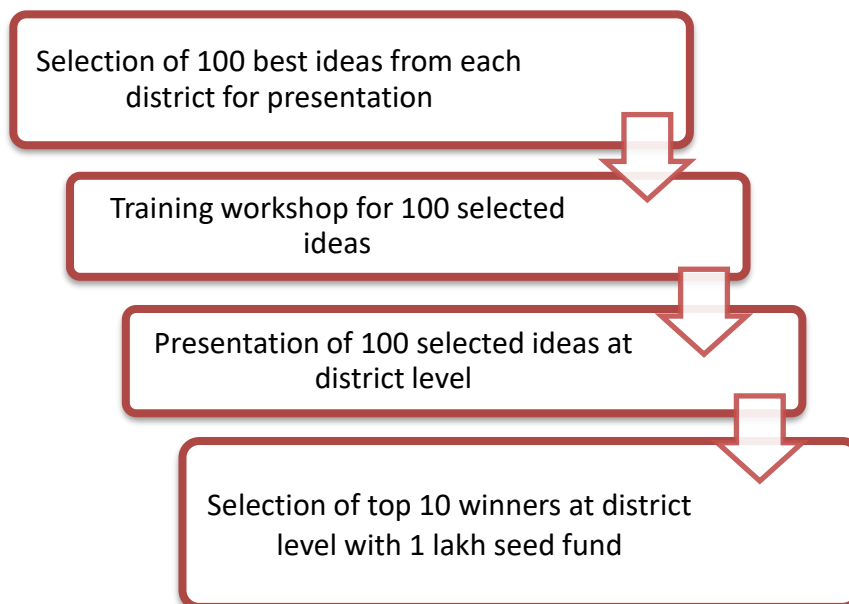 Selection of 100 best ideas from each
district for presentation
Training workshop for 100 selected
ideas
Presentation of 100 selected ideas at
district level
Selection of top 10 winners at district
level with 1 lakh seed fund